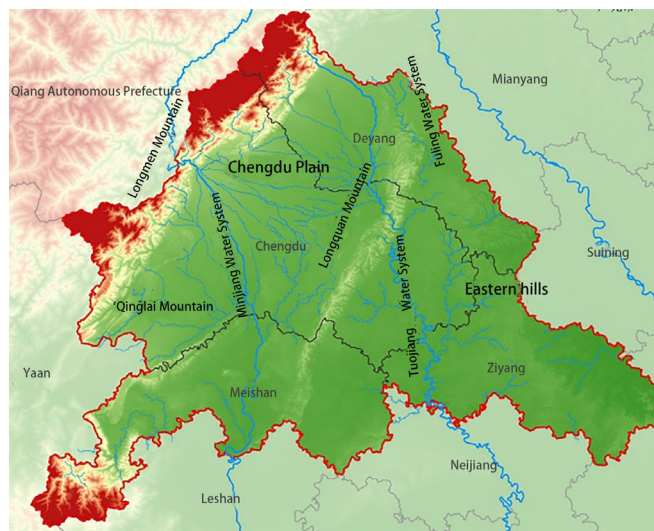 Mianyang
Qiang Autonomous Prefecture
Fuling Water System
Longmen Mountain
Deyang
Chengdu Plain
Longquan Mountain
Minjiang Water System
Chengdu
Suining
Water System
Eastern hills
'Qinglai Mountain
Tuojiang
Yaan
Ziyang
Meishan
Neijiang
Leshan